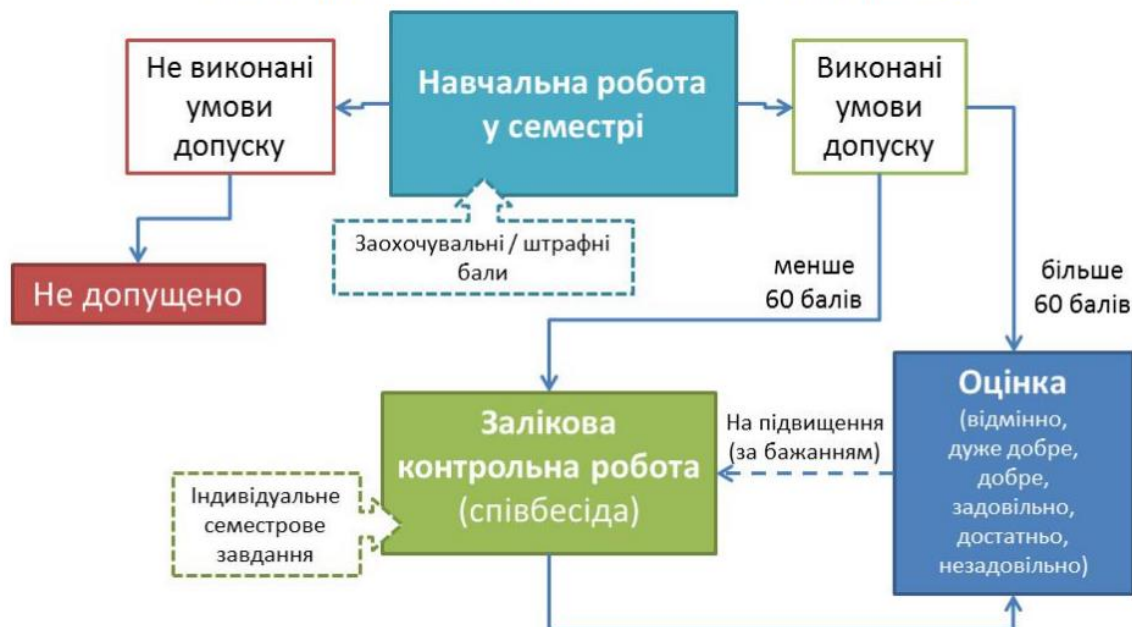 Не виконані
умови
допуску
Навчальна робота
у семестрі
Виконані
умови
допуску
Заохочувальні / штрафні
бали
Не допущено
менше
60 балів
більше
60 балів
Залікова
контрольна робота
(співбесіда)
На підвищення
(за бажанням)
Оцінка
(відмінно,
дуже добре,
добре,
задовільно,
достатньо,
незадовільно)
Індивідуальне
семестрове
завдання